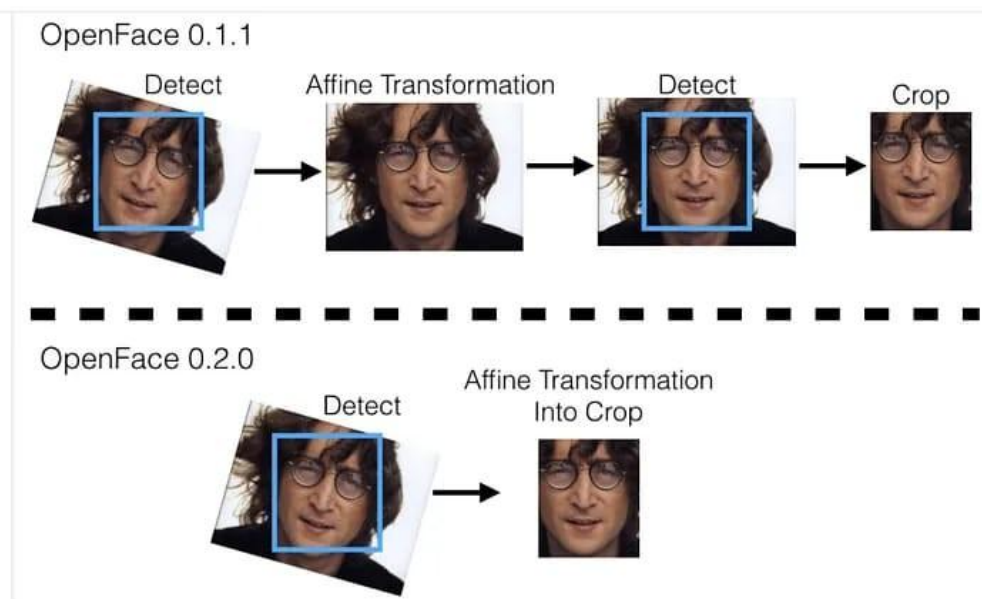 OpenFace 0.1.1
Detect
Affine Transformation
Detect
Crop
OpenFace 0.2.0
Detect
Affine Transformation
Into Crop